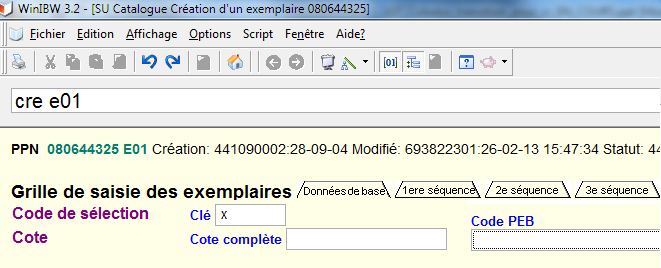 WinIBW 3.2 - [SU Catalogue Création d'un exemplaire 080644325]
Fichier Edition Affichage Options Script Fenêtre Aide?
[01]
cre e01
PPN 080644325 E01 Création: 441090002:28-09-04 Modifié: 693822301:26-02-13 15:47:34 Statut: 44
Grille de saisie des exemplaires Données de base 1ere séquence 2e séquence 3e séquence
Code de sélection Clé x
Code PEB
Cote Cote complète